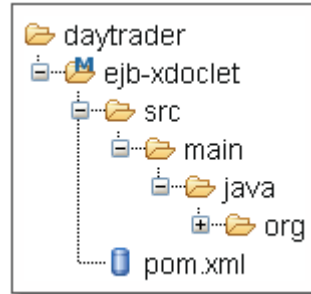 daytrader
ejb-xdoclet
src
main
java
org
pom.xml